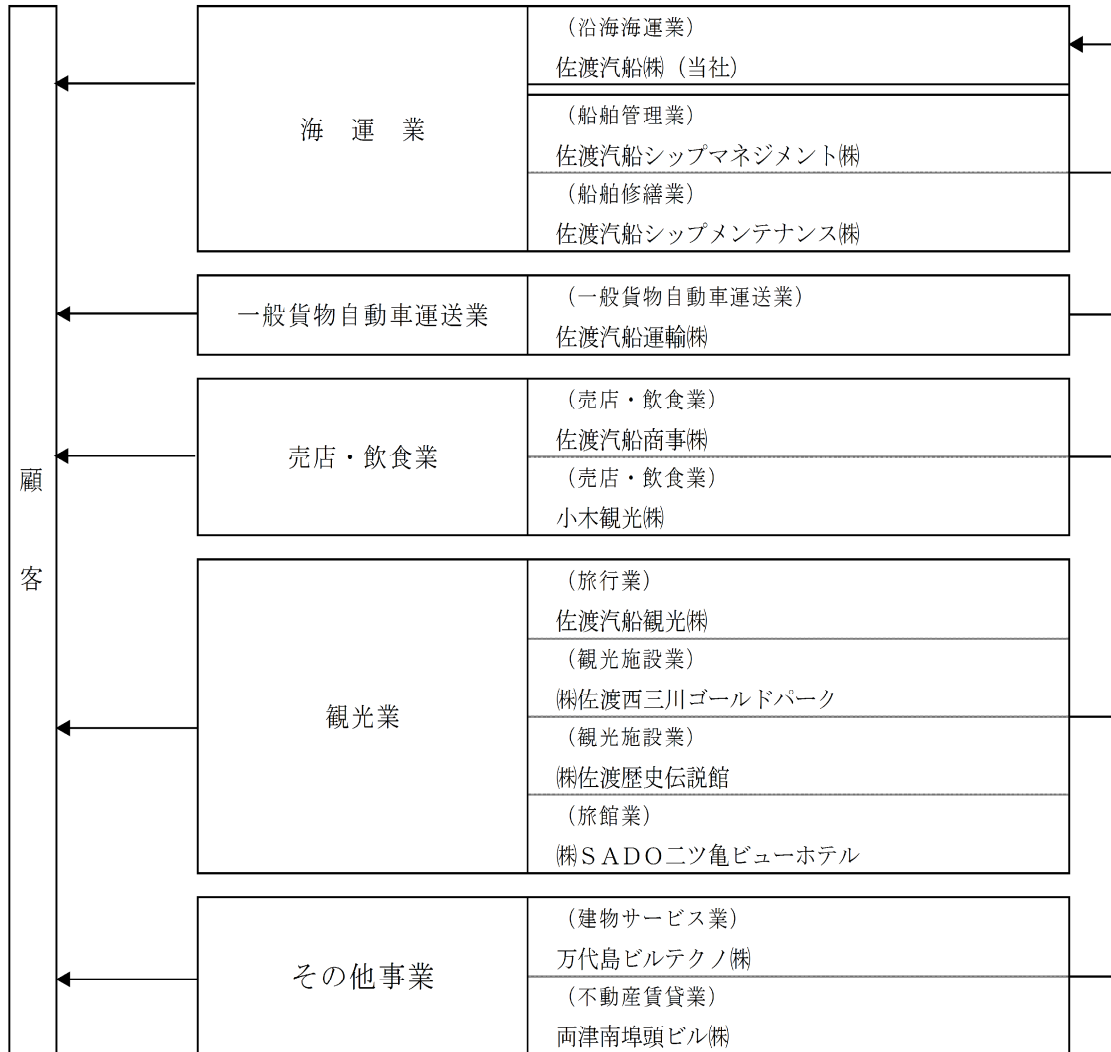 顧客
海運業
（沿海海運業）
佐渡汽船㈱（当社）
（船舶管理業）
佐渡汽船シップマネジメント㈱
（船舶修繕業）
佐渡汽船シップメンテナンス㈱
一般貨物自動車運送業
（一般貨物自動車運送業）
佐渡汽船運輸㈱
売店・飲食業
（売店・飲食業）
佐渡汽船商事㈱
（売店・飲食業）
小木観光㈱
観光業
（旅行業）
佐渡汽船観光㈱
（観光施設業）
㈱佐渡西三川ゴールドパーク
（観光施設業）
㈱佐渡歴史伝説館
（旅館業）
㈱ＳＡＤＯ二ツ亀ビューホテル
その他事業
（建物サービス業）
万代島ビルテクノ㈱
（不動産賃貸業）
両津南埠頭ビル㈱